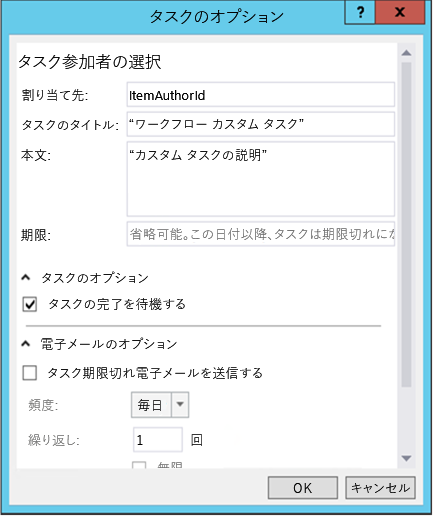 タスクのオプション
?
x
タスク参加者の選択
割り当て先: ItemAuthorId
タスクのタイトル: “ワークフロー カスタム タスク”
本文: “カスタム タスクの説明”
期限: 省略可能。この日付以降、タスクは期限切れにな
タスクのオプション
タスクの完了を待機する
電子メールのオプション
タスク期限切れ電子メールを送信する
頻度: 毎日
繰り返し: 1 回
無限
OK キャンセル